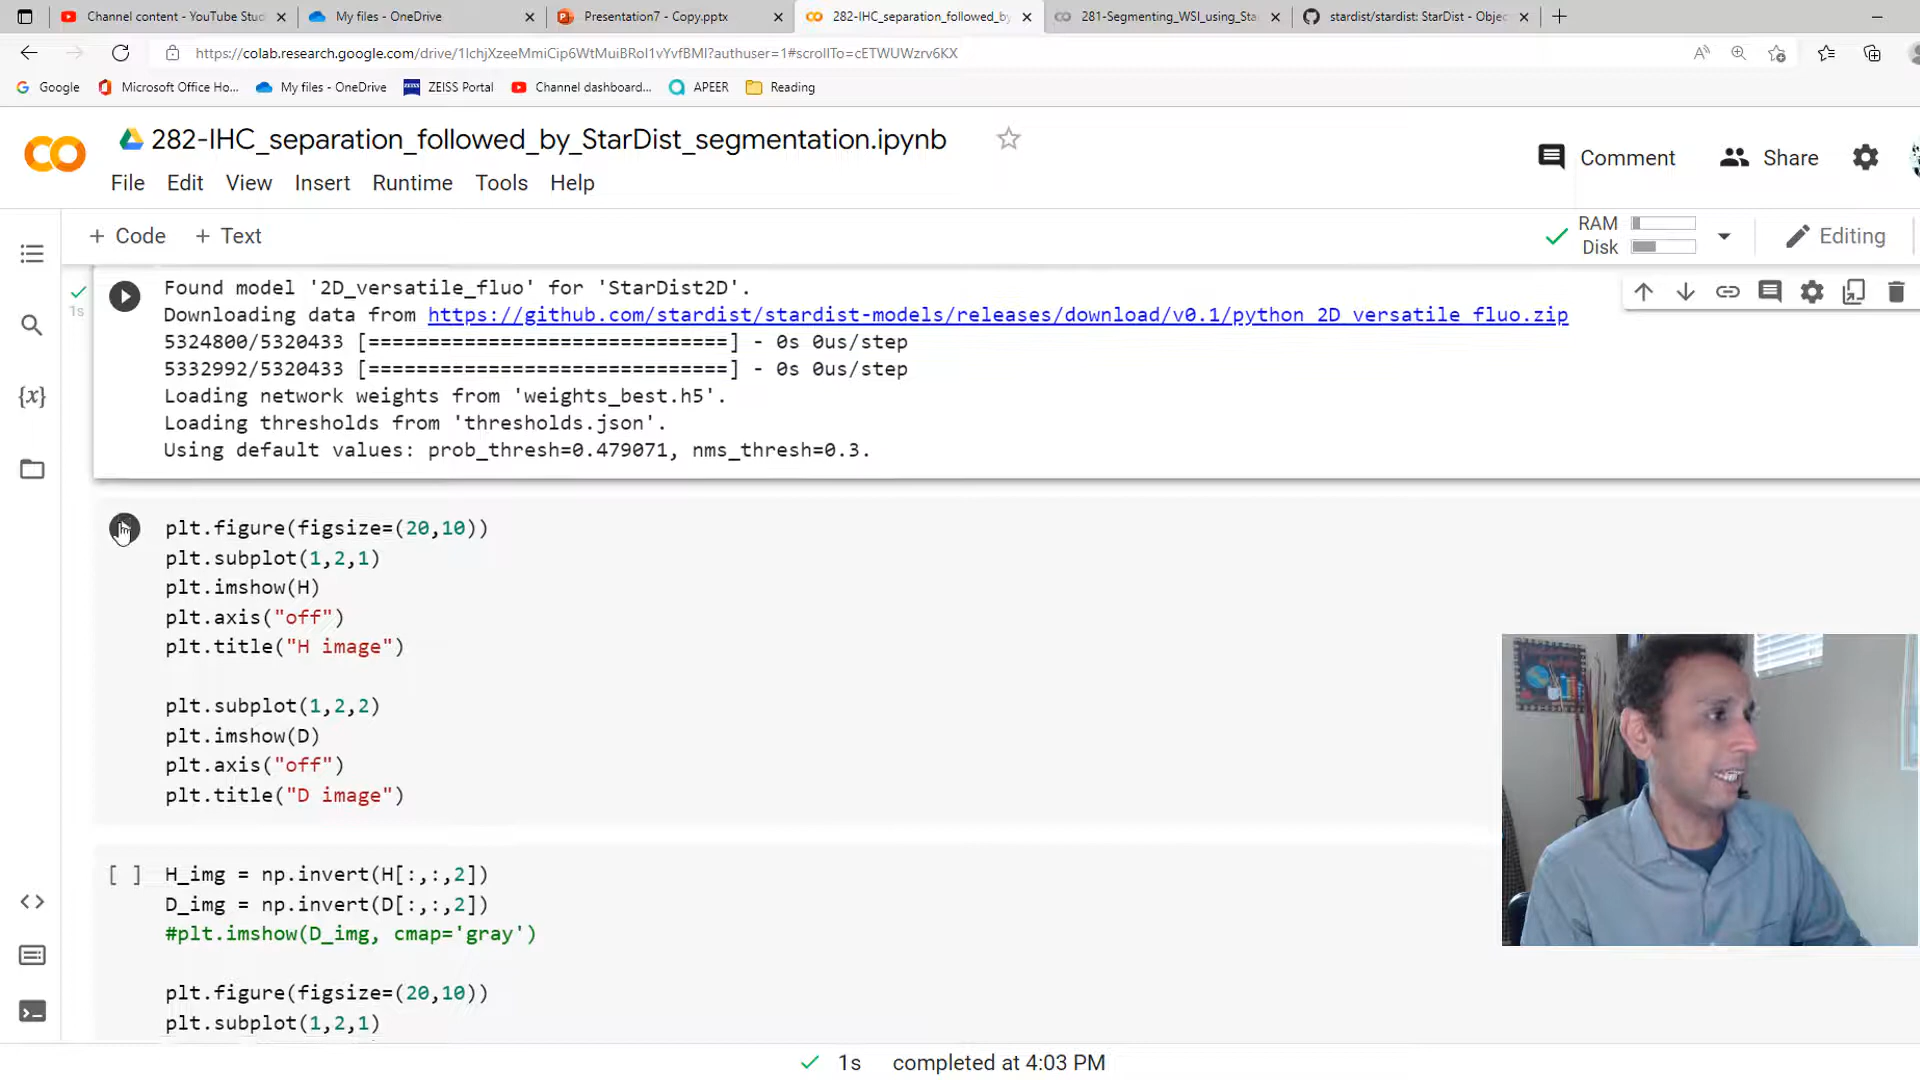 Channel content - YouTube Stud
My files - OneDrive
Presentation7 - Copy.pptx
282-IHC_separation_followed_by
281-Segmenting_WSI_using_Sta
stardist/stardist: StarDist - Objec
https://colab.research.google.com/drive/1IchjXzeeMmiCip6WtMuiBRoI1vYvfBMI?authuser=1#scrollTo=cETWUWzrv6KX
Google
Microsoft Office Ho...
My files - OneDrive
ZEISS Portal
Channel dashboard...
APEER
Reading
282-IHC_separation_followed_by_StarDist_segmentation.ipynb
File Edit View Insert Runtime Tools Help
Comment
Share
+ Code + Text
RAM
Disk
Editing
1s
Found model '2D_versatile_fluo' for 'StarDist2D'.
Downloading data from https://github.com/stardist/stardist-models/releases/download/v0.1/python_2D_versatile_fluo.zip
5324800/5320433 [==============================] - 0s 0us/step
5332992/5320433 [==============================] - 0s 0us/step
Loading network weights from 'weights_best.h5'.
Loading thresholds from 'thresholds.json'.
Using default values: prob_thresh=0.479071, nms_thresh=0.3.
plt.figure(figsize=(20,10))
plt.subplot(1,2,1)
plt.imshow(H)
plt.axis("off")
plt.title("H image")
plt.subplot(1,2,2)
plt.imshow(D)
plt.axis("off")
plt.title("D image")
[ ] H_img = np.invert(H[:,:,2])
D_img = np.invert(D[:,:,2])
#plt.imshow(D_img, cmap='gray')
plt.figure(figsize=(20,10))
plt.subplot(1,2,1)
1s completed at 4:03 PM